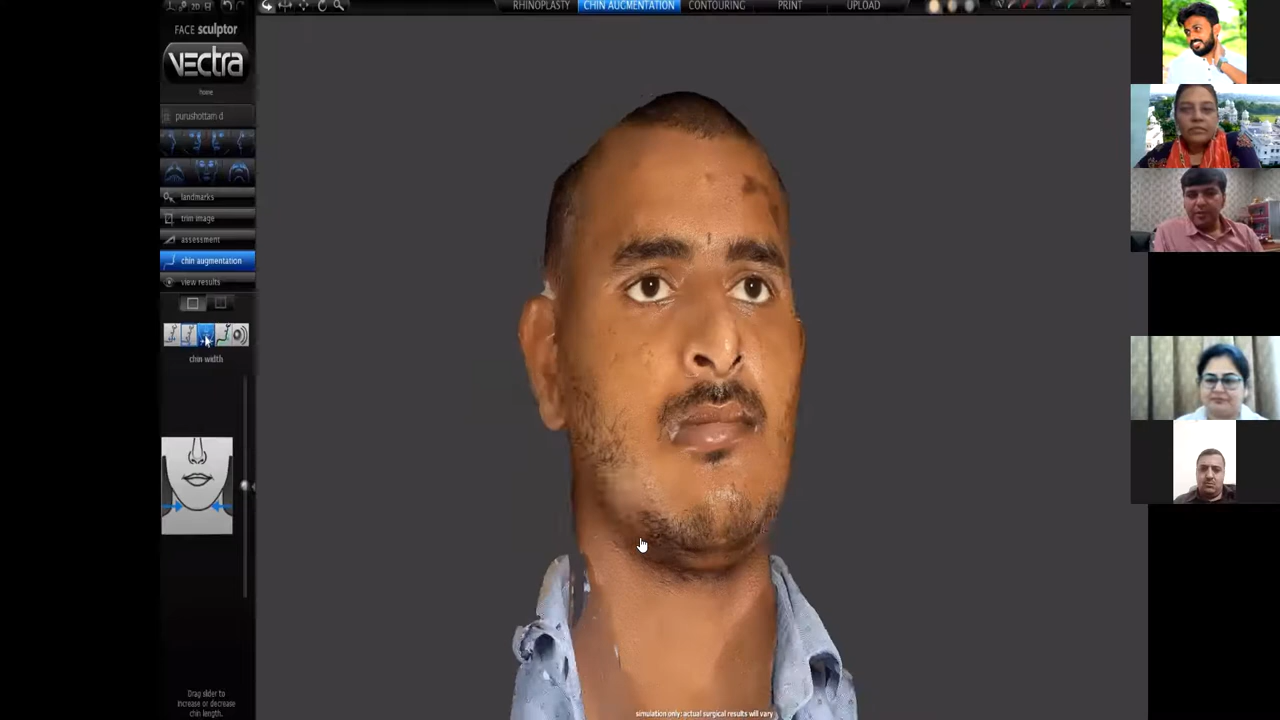 2D
RHINOPLASTY
CHIN AUGMENTATION
CONTOURING
PRINT
UPLOAD
FACE sculptor
vectra
home
purushottam d
landmarks
trim image
assessment
chin augmentation
view results
chin width
Drag slider to
increase or decrease
chin length.
simulation only: actual surgical results will vary